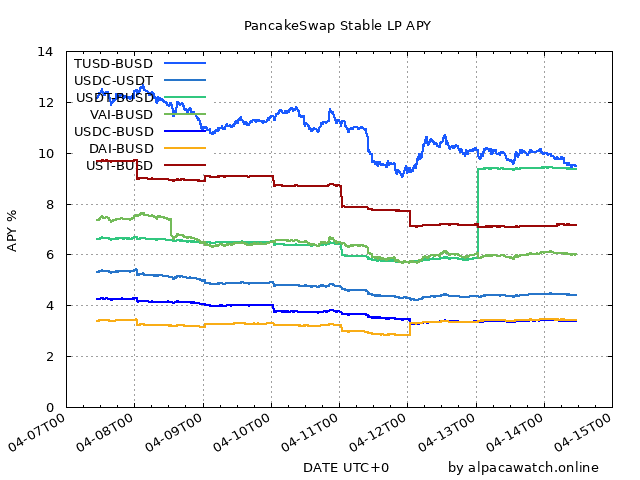 PancakeSwap Stable LP APY
14
12
10
8
6
4
2
0
APY %
TUSD-BUSD
USDC-USDT
USDT-BUSD
VAI-BUSD
USDC-BUSD
DAI-BUSD
UST-BUSD
04-07T00
04-08T00
04-09T00
04-10T00
04-11T00
04-12T00
04-13T00
04-14T00
04-15T00
DATE UTC+0
by alpacawatch.online